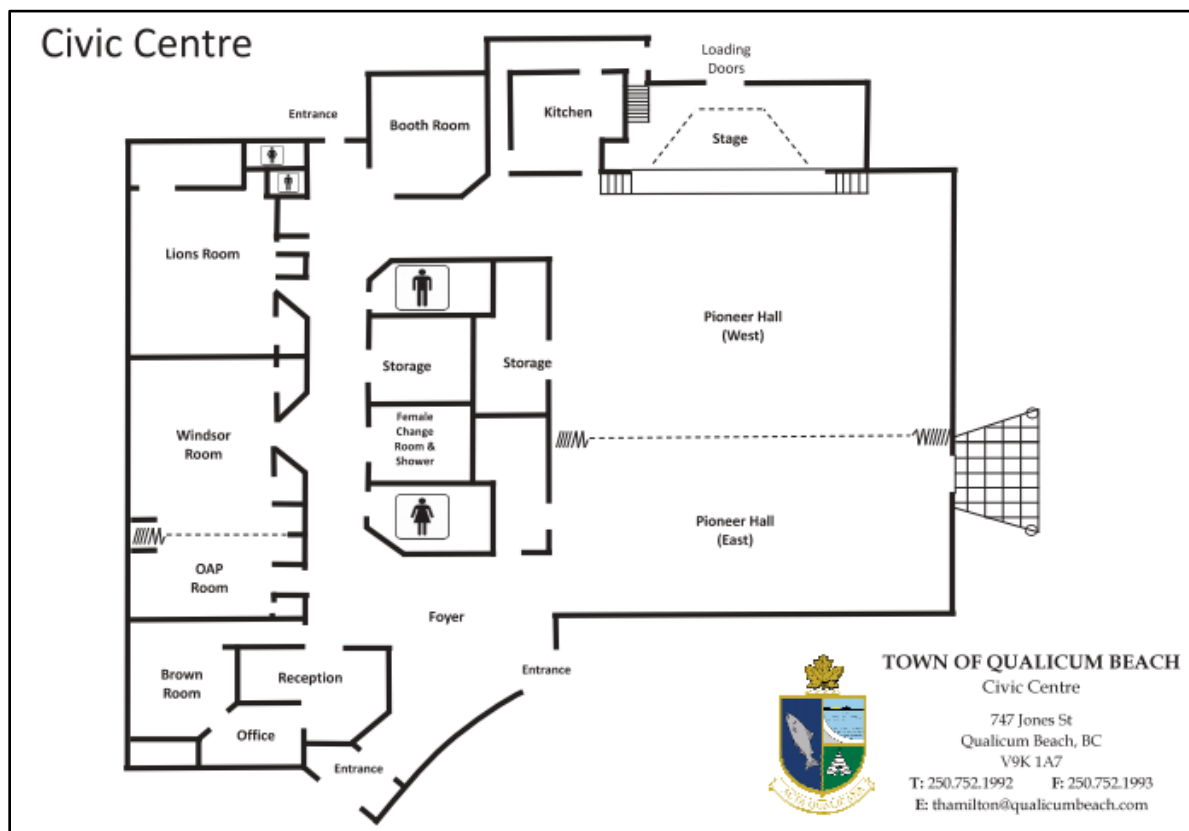 Civic Centre
Loading
Doors
Entrance
Booth Room
Kitchen
Stage
Lions Room
Pioneer Hall
(West)
Storage
Storage
Female
Change
Room &
Shower
Windsor
Room
Pioneer Hall
(East)
OAP
Room
Foyer
Brown
Room
Reception
Entrance
Office
Entrance
TOWN OF QUALICUM BEACH
Civic Centre
747 Jones St
Qualicum Beach, BC
V9K 1A7
T: 250.752.1992 F: 250.752.1993
E: thamilton@qualicumbeach.com